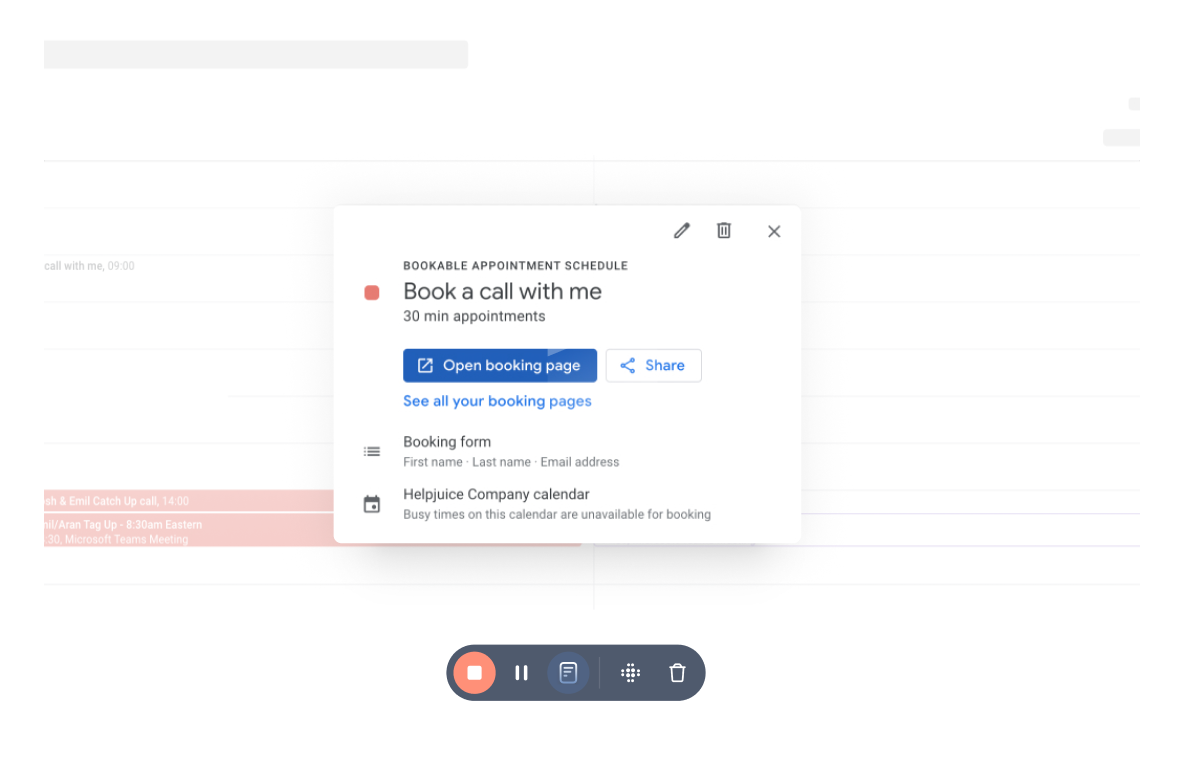 call with me, 09:00
BOOKABLE APPOINTMENT SCHEDULE
Book a call with me
30 min appointments
Open booking page
Share
See all your booking pages
Booking form
First name · Last name · Email address
Helpjuice Company calendar
Busy times on this calendar are unavailable for booking
& Emil Catch Up call, 14:00
Tag Up - 8:30am Eastern
:30, Microsoft Teams Meeting